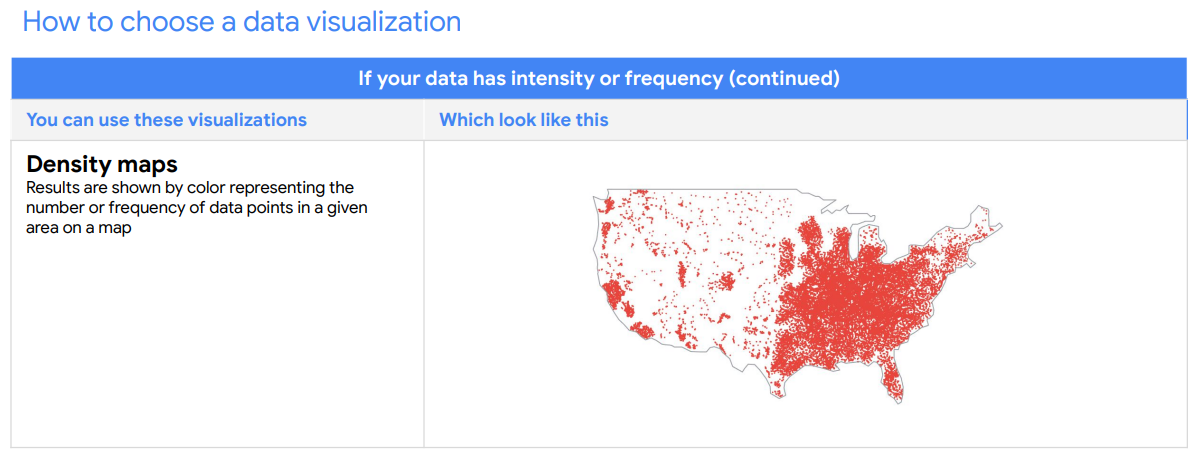 How to choose a data visualization
If your data has intensity or frequency (continued)
You can use these visualizations
Which look like this
Density maps
Results are shown by color representing the
number or frequency of data points in a given
area on a map